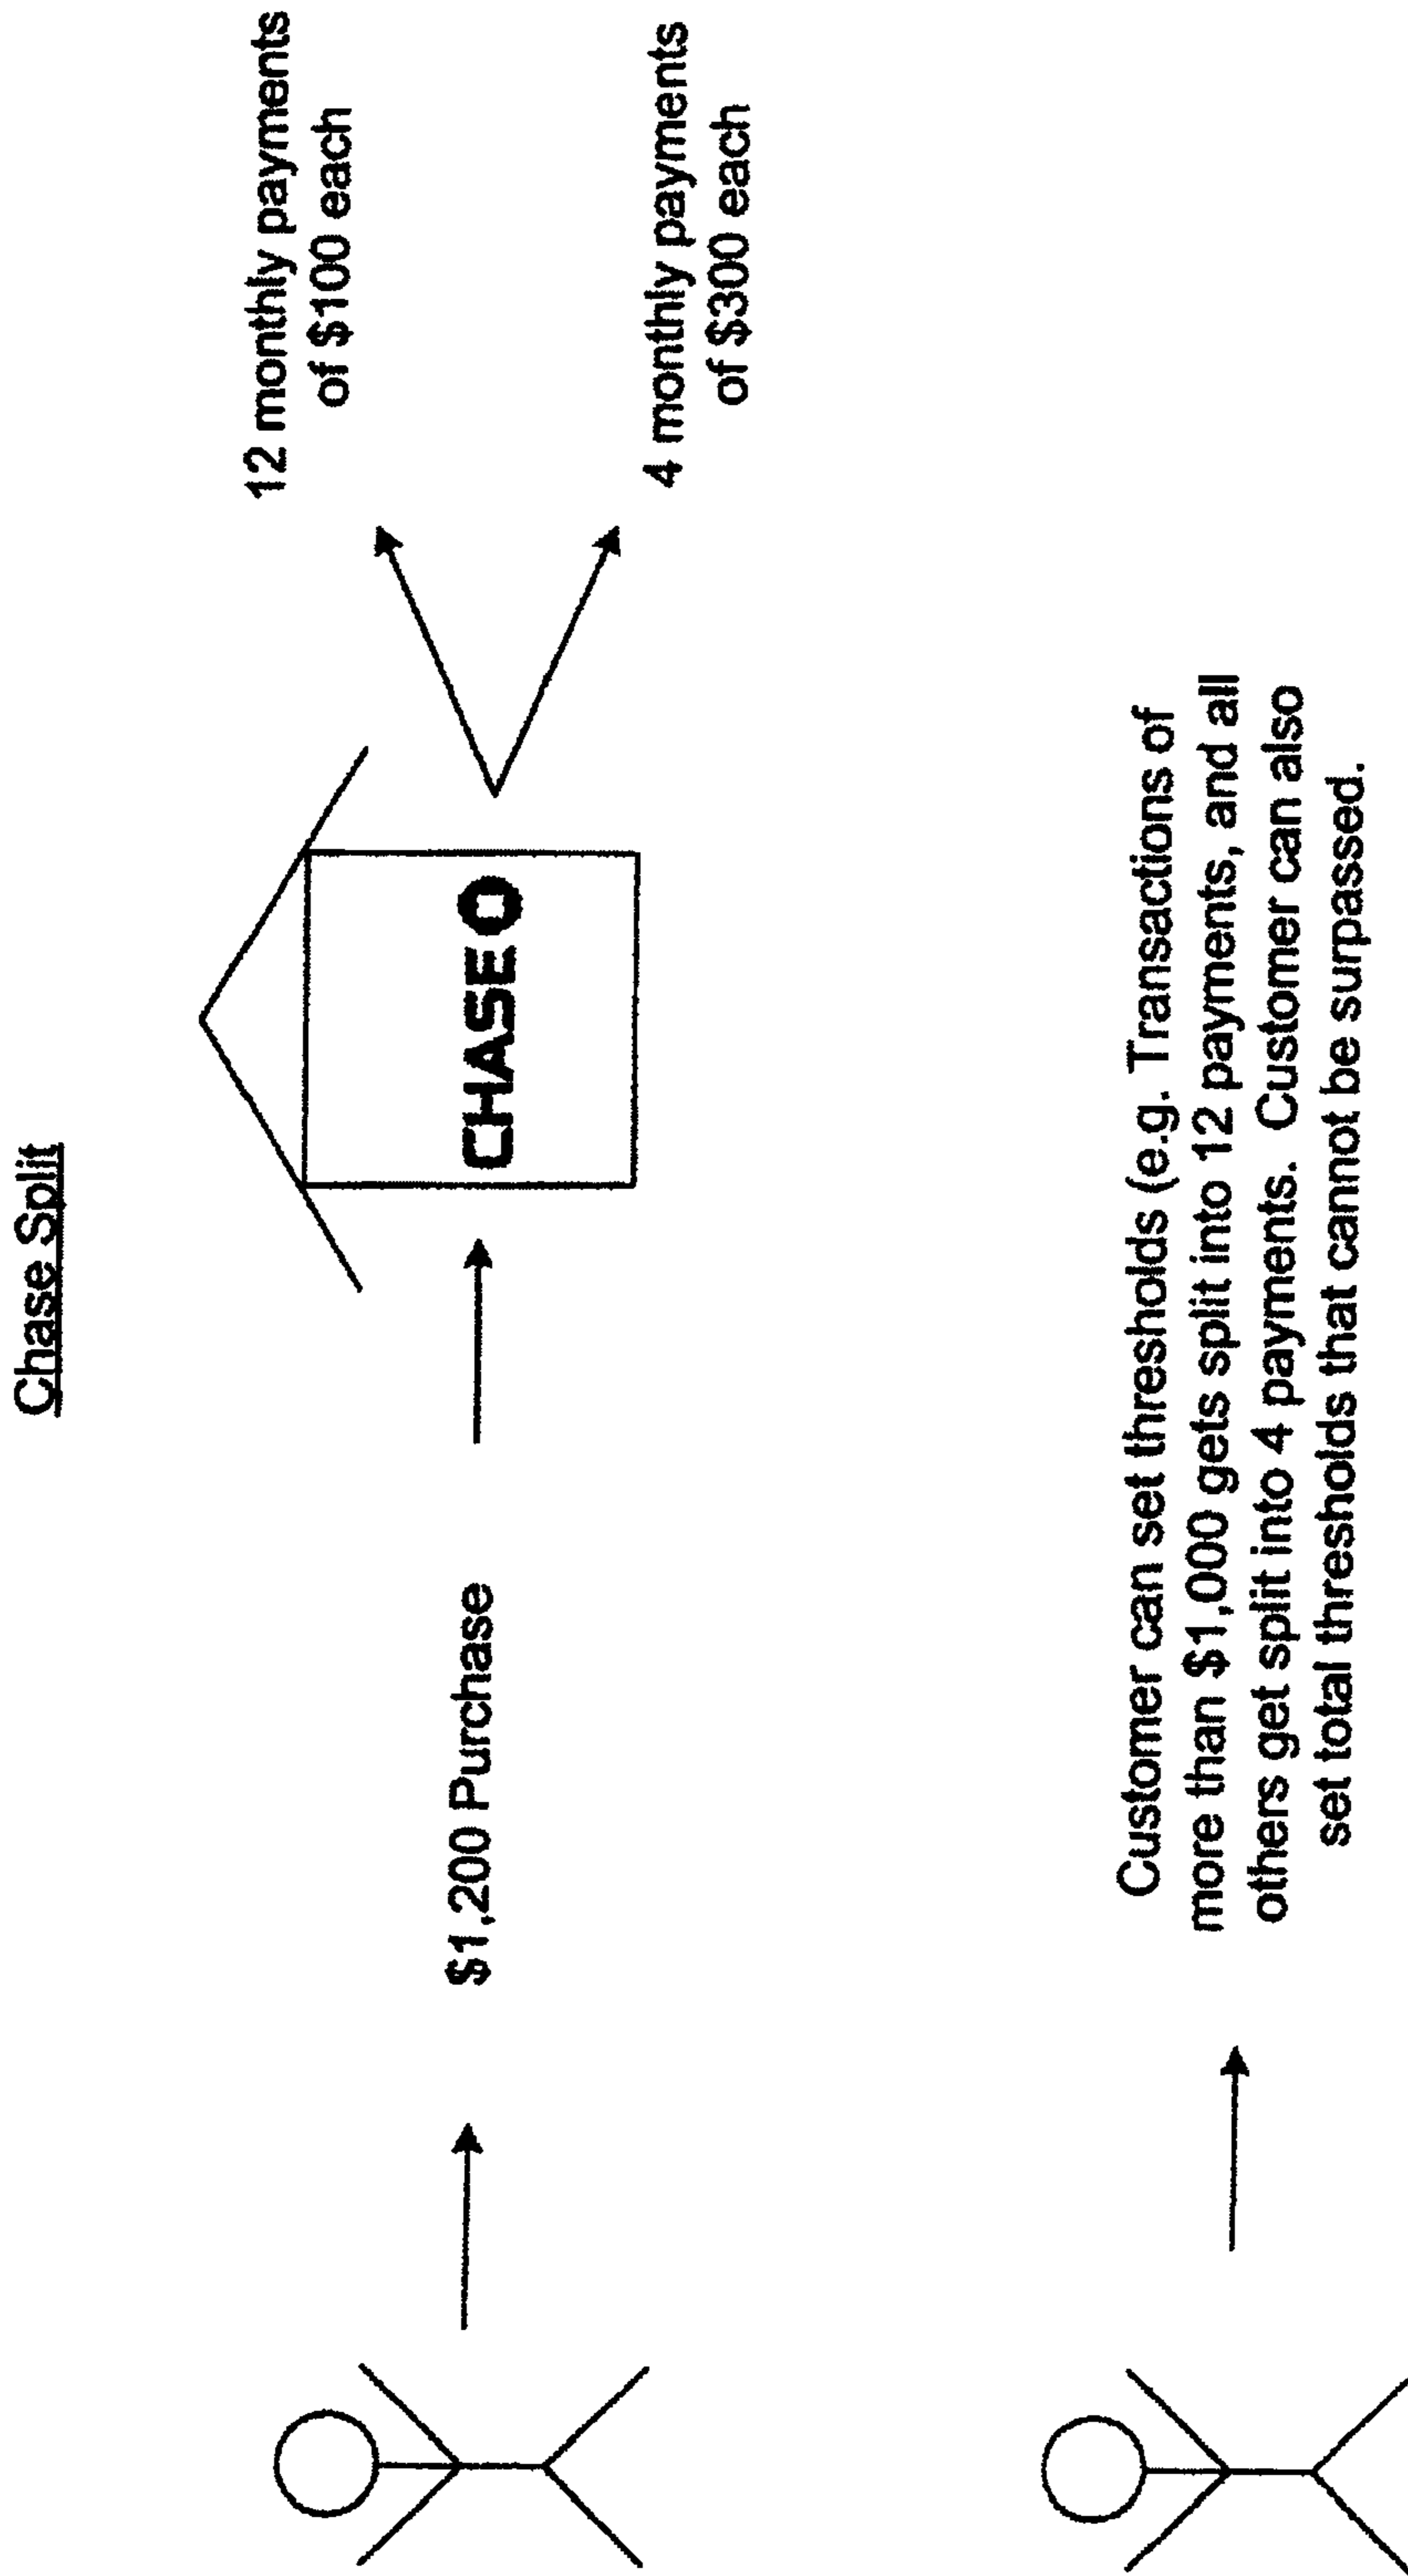 Chase Split
$1,200 Purchase
CHASE
12 monthly payments
of $100 each
4 monthly payments
of $300 each
Customer can set thresholds (e.g. Transactions of
more than $1,000 gets split into 12 payments, and all
others get split into 4 payments.  Customer can also
set total thresholds that cannot be surpassed.